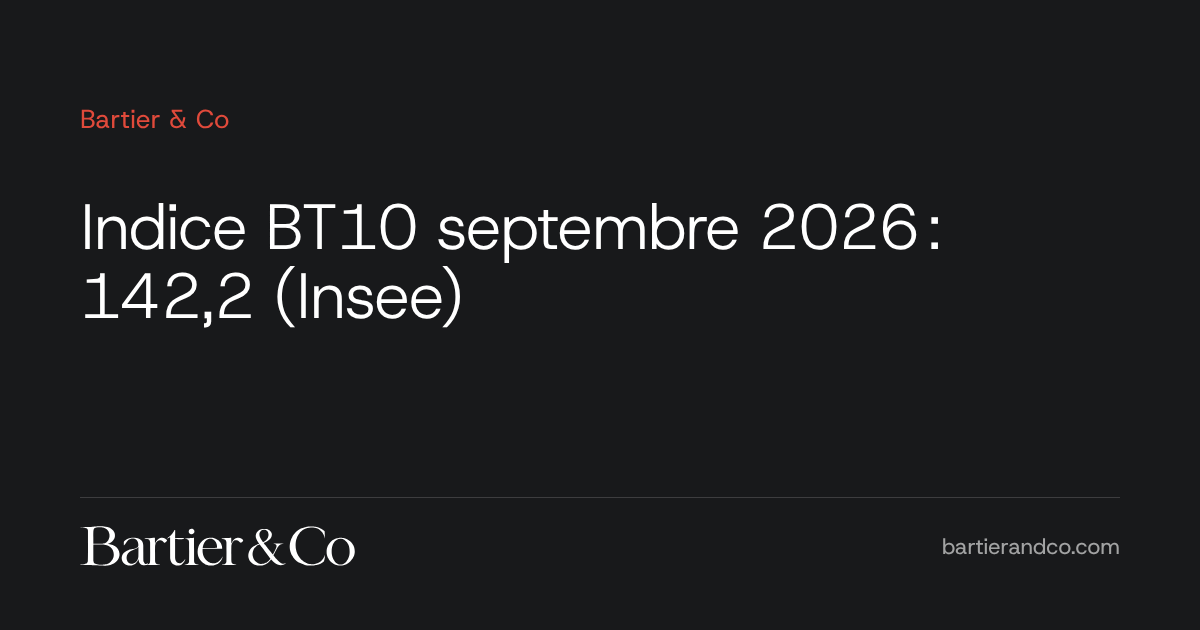 Bartier & Co
Indice BT10 septembre 2026 :
142,2 (Insee)
Bartier & Co
bartierandco.com